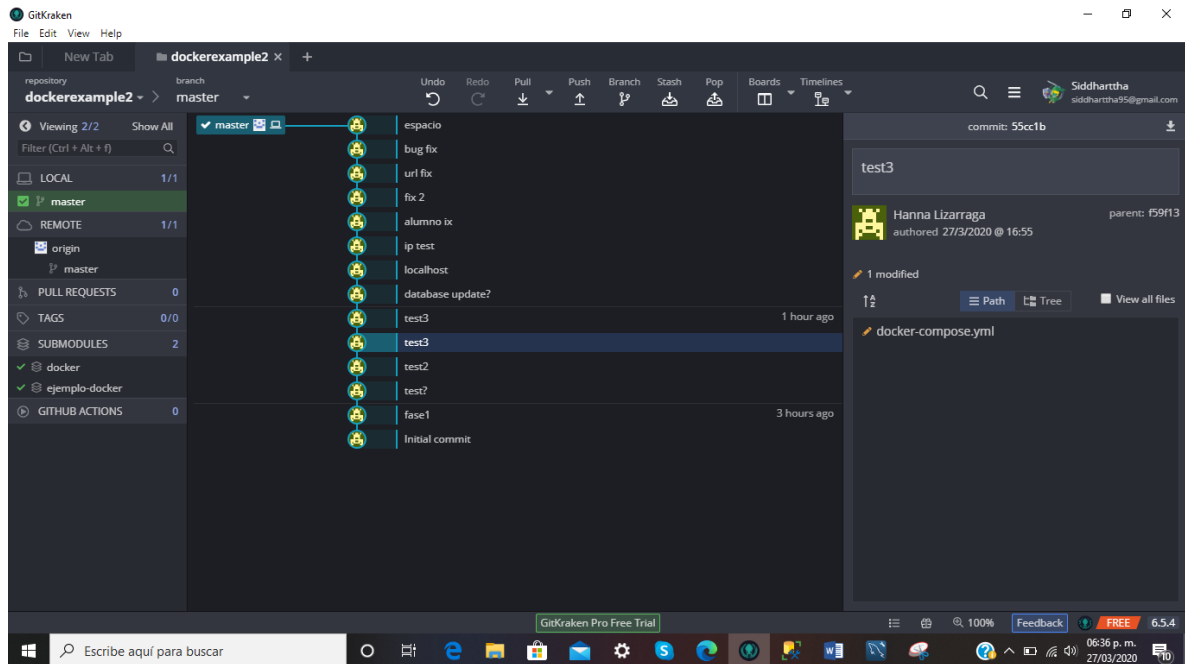 GitKraken
File Edit View Help
New Tab dockerexample2 × +
repository branch
dockerexample2 master
Undo Redo Pull Push Branch Stash Pop Boards Timelines
Siddharttha
siddharttha95@gmail.com
Viewing 2/2 Show All
Filter (Ctrl + Alt + f)
LOCAL 1/1
master
REMOTE 1/1
origin
master
PULL REQUESTS 0
TAGS 0/0
SUBMODULES 2
docker
ejemplo-docker
GITHUB ACTIONS 0
master
espacio
bug fix
url fix
fix 2
alumno ix
ip test
localhost
database update?
test3 1 hour ago
test3
test2
test?
fase1 3 hours ago
Initial commit
commit: 55cc1b
test3
Hanna Lizarraga parent: f59f13
authored 27/3/2020 @ 16:55
1 modified
Path Tree View all files
docker-compose.yml
GitKraken Pro Free Trial
100% Feedback FREE 6.5.4
Escribe aquí para buscar
06:36 p. m.
27/03/2020
10